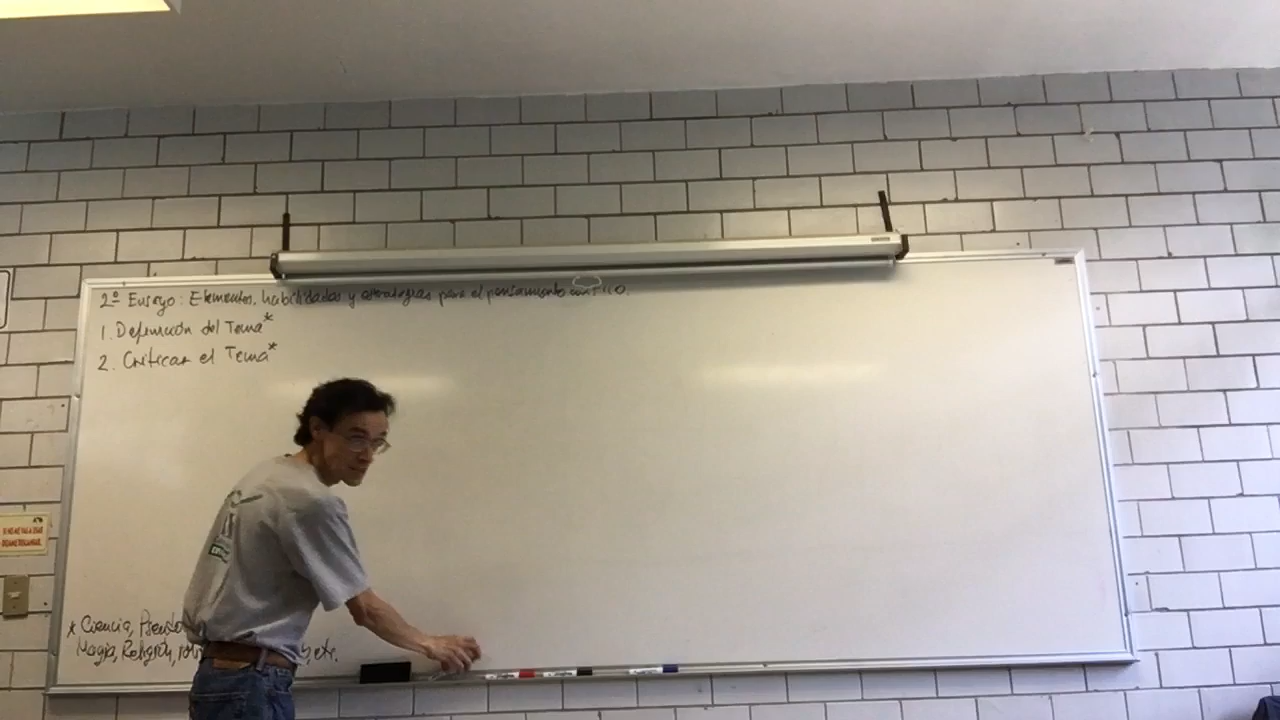 2º Ensayo: Elementos, habilidades y estrategias para el pensamiento
1. Definición del Tema*
2. Criticar el Tema*
* Ciencia,
Magia, Religión, etc.